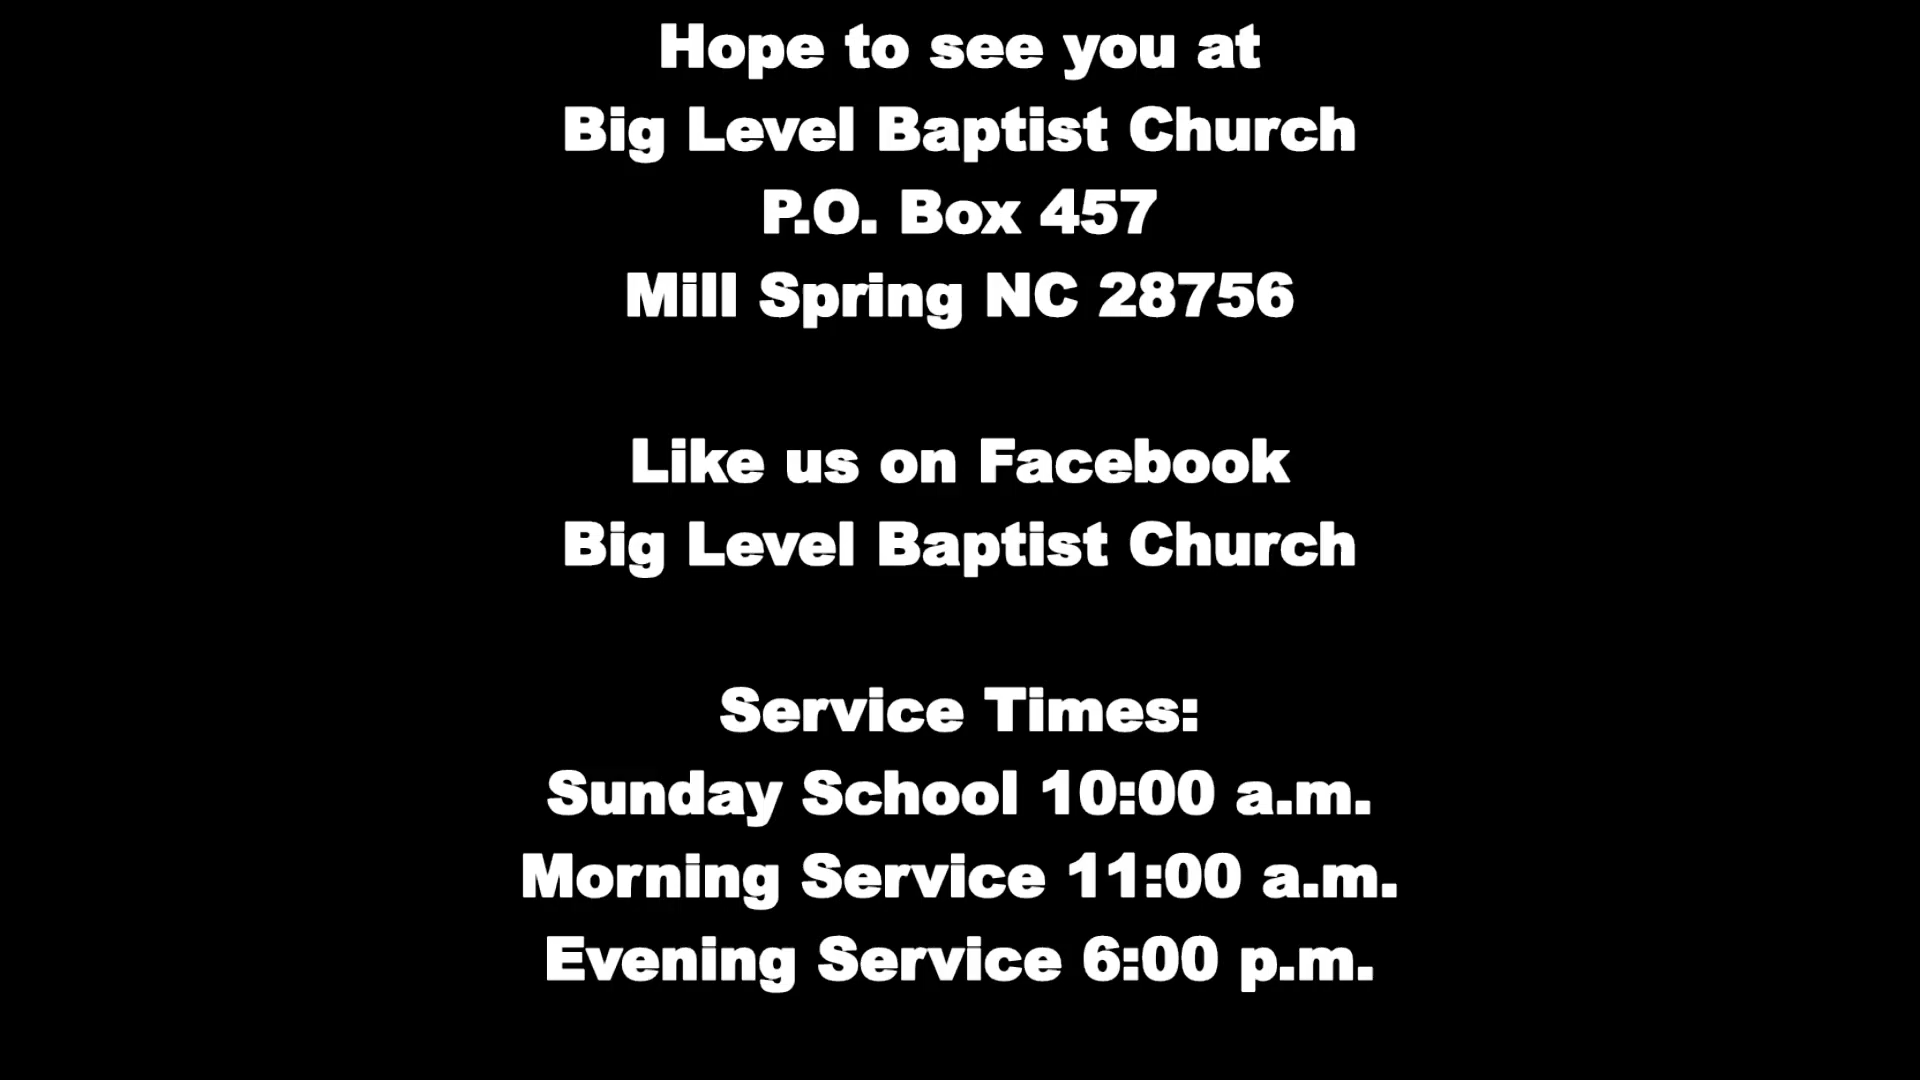 Hope to see you at
Big Level Baptist Church
P.O. Box 457
Mill Spring NC 28756
Like us on Facebook
Big Level Baptist Church
Service Times:
Sunday School 10:00 a.m.
Morning Service 11:00 a.m.
Evening Service 6:00 p.m.